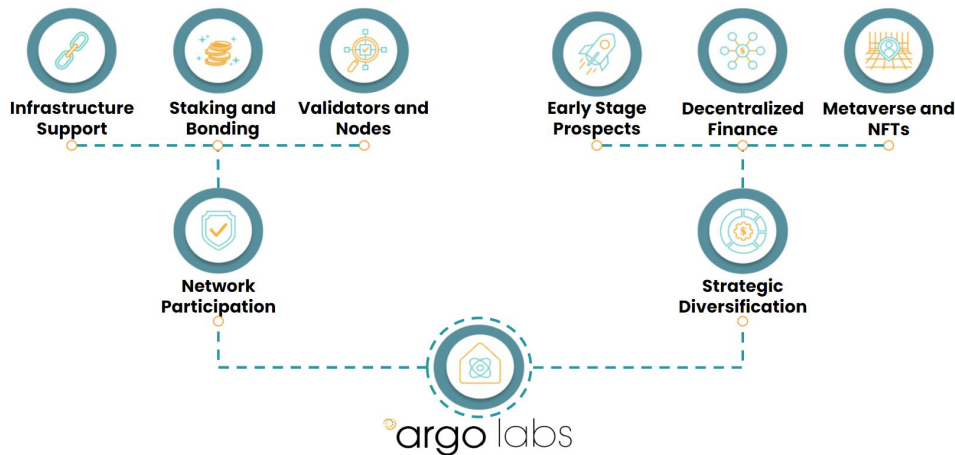 Infrastructure
Support
Staking and
Bonding
Validators and
Nodes
Early Stage
Prospects
Decentralized
Finance
Metaverse and
NFTs
Network
Participation
Strategic
Diversification
argo labs